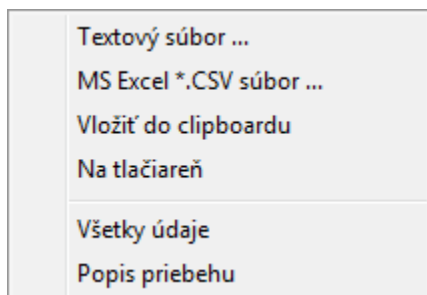 Textový súbor ...
MS Excel *.CSV súbor ...
Vložiť do clipboardu
Na tlačiareň
Všetky údaje
Popis priebehu